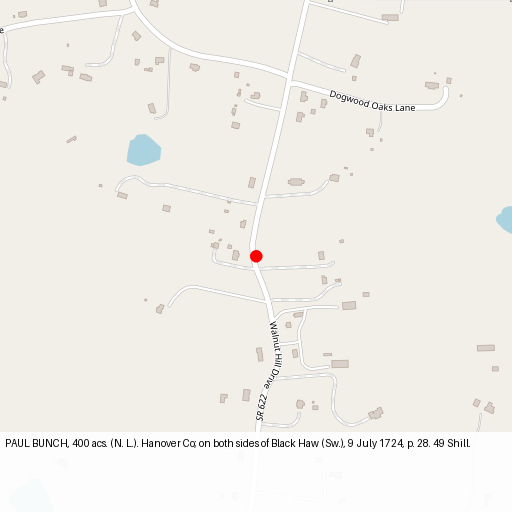 Dogwood Oaks Lane
Walnut Hill Drive
SR 622
PAUL BUNCH, 400 acs. (N. L.). Hanover Co; on both sides of Black Haw (Sw.), 9 July 1724, p. 28. 49 Shill.